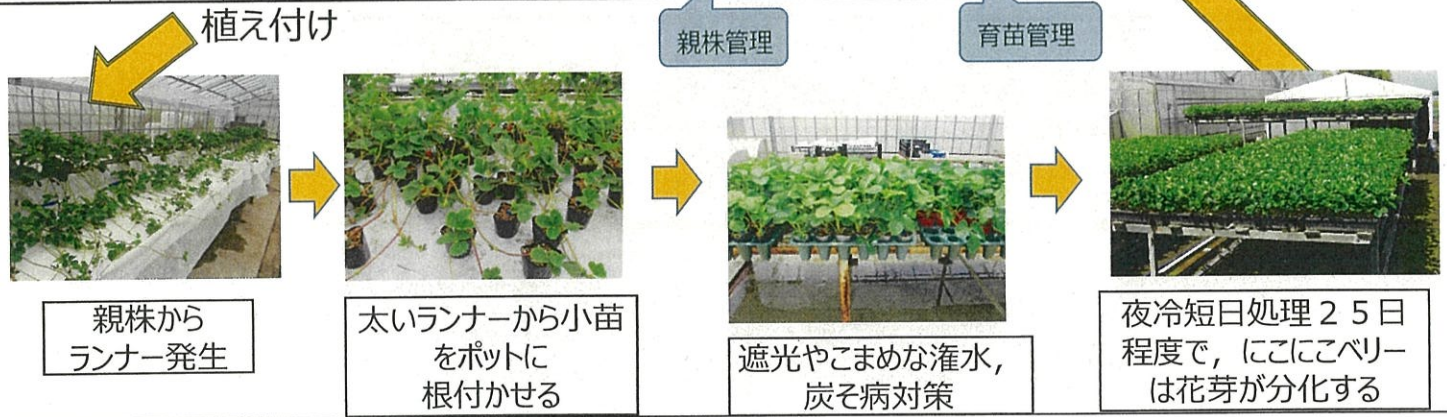 植え付け
親株管理
育苗管理
親株から
ランナー発生
太いランナーから小苗
をポットに
根付かせる
遮光やこまめな潅水,
炭そ病対策
夜冷短日処理25日
程度で,にこにこベリー
は花芽が分化する